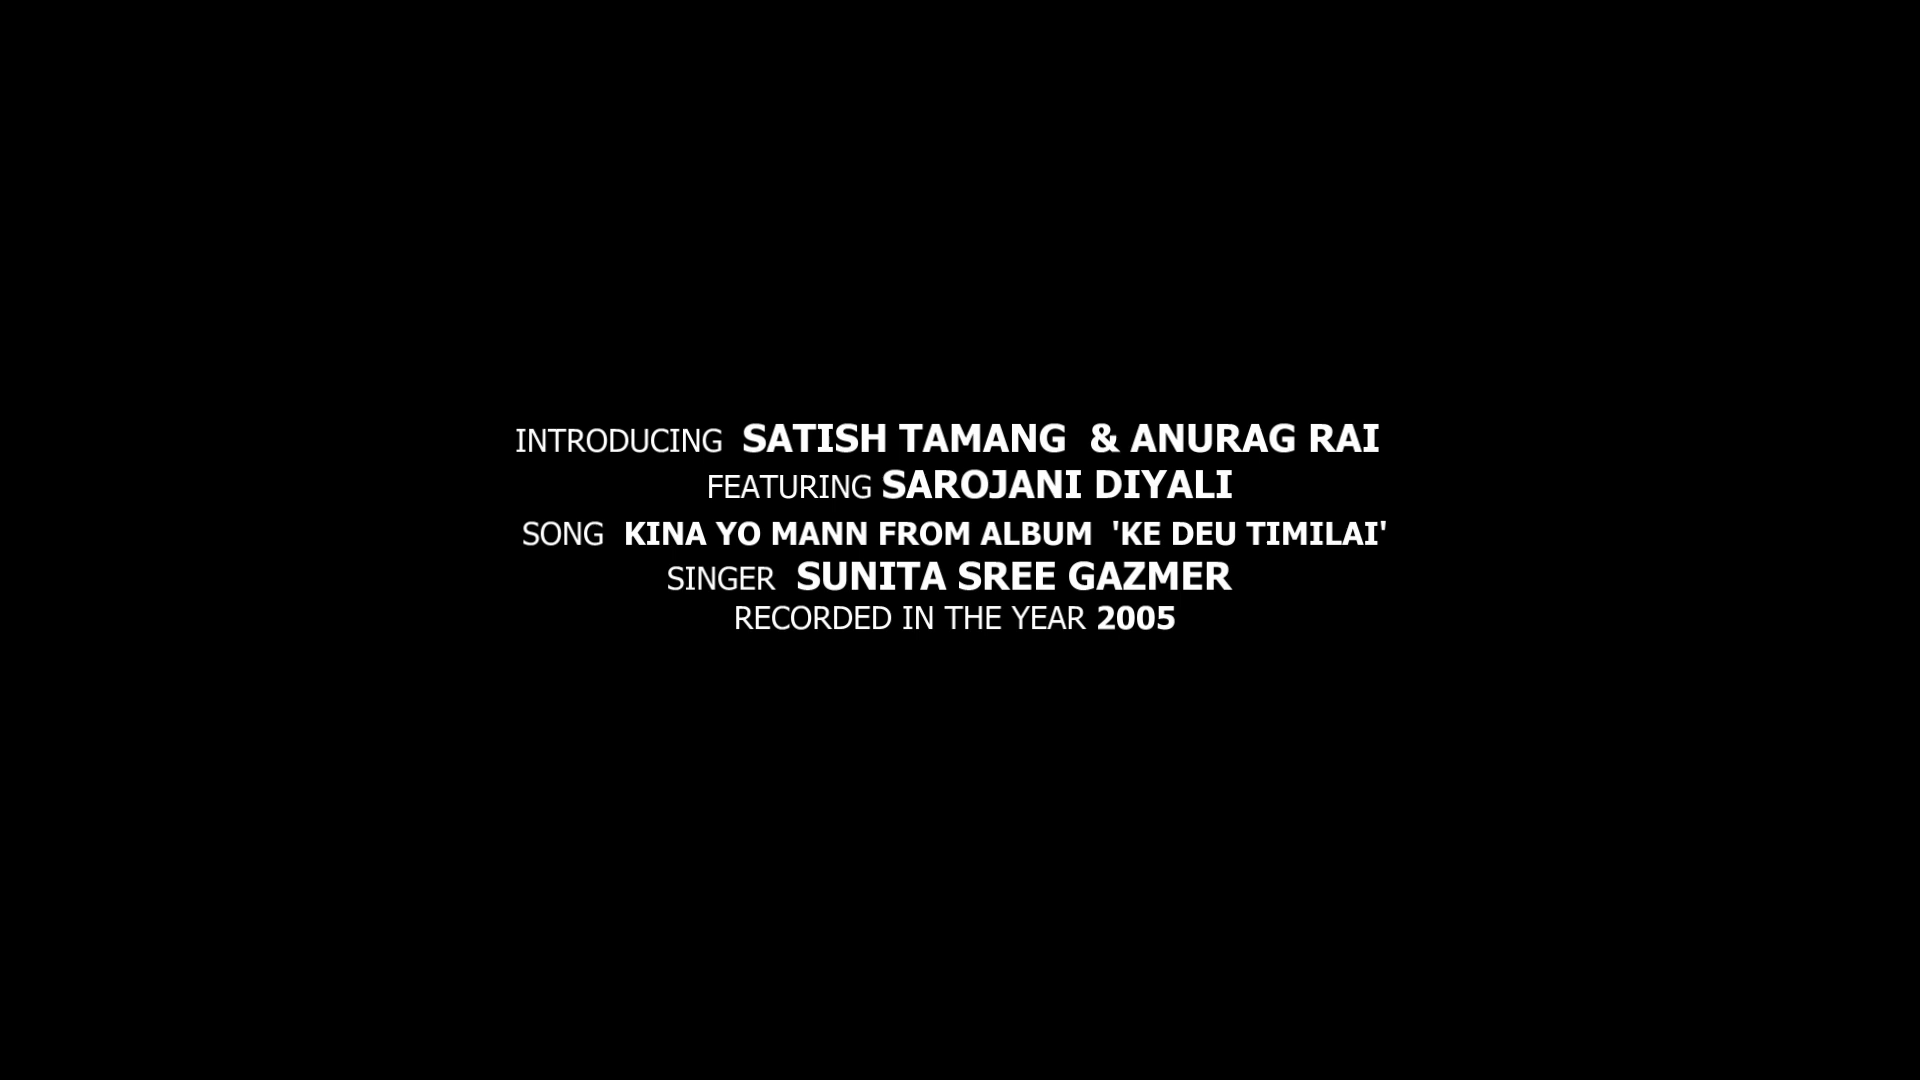 INTRODUCING SATISH TAMANG & ANURAG RAI
FEATURING SAROJANI DIYALI
SONG KINA YO MANN FROM ALBUM 'KE DEU TIMILAI'
SINGER SUNITA SREE GAZMER
RECORDED IN THE YEAR 2005